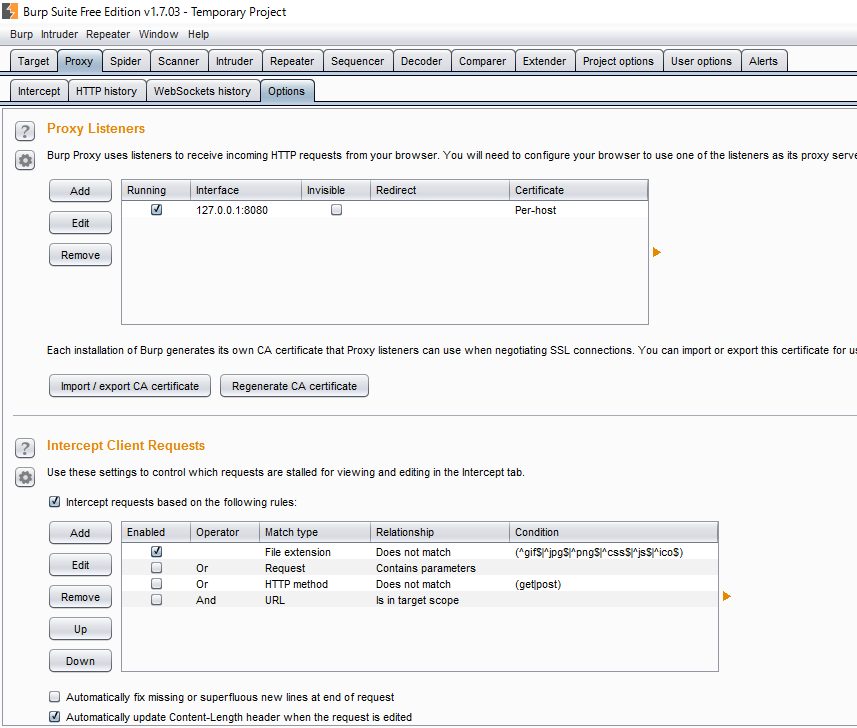 Burp Suite Free Edition v1.7.03 - Temporary Project
Burp Intruder Repeater Window Help
Target Proxy Spider Scanner Intruder Repeater Sequencer Decoder Comparer Extender Project options User options Alerts
Intercept HTTP history WebSockets history Options
? Proxy Listeners
Burp Proxy uses listeners to receive incoming HTTP requests from your browser. You will need to configure your browser to use one of the listeners as its proxy serve
Add Running Interface Invisible Redirect Certificate
127.0.0.1:8080 Per-host
Edit
Remove
Each installation of Burp generates its own CA certificate that Proxy listeners can use when negotiating SSL connections. You can import or export this certificate for us
Import / export CA certificate Regenerate CA certificate
? Intercept Client Requests
Use these settings to control which requests are stalled for viewing and editing in the Intercept tab.
Intercept requests based on the following rules:
Add Enabled Operator Match type Relationship Condition
File extension Does not match (^gif$|^jpg$|^png$|^css$|^js$|^ico$)
Edit Or Request Contains parameters
Or HTTP method Does not match (get|post)
Remove And URL Is in target scope
Up
Down
Automatically fix missing or superfluous new lines at end of request
Automatically update Content-Length header when the request is edited